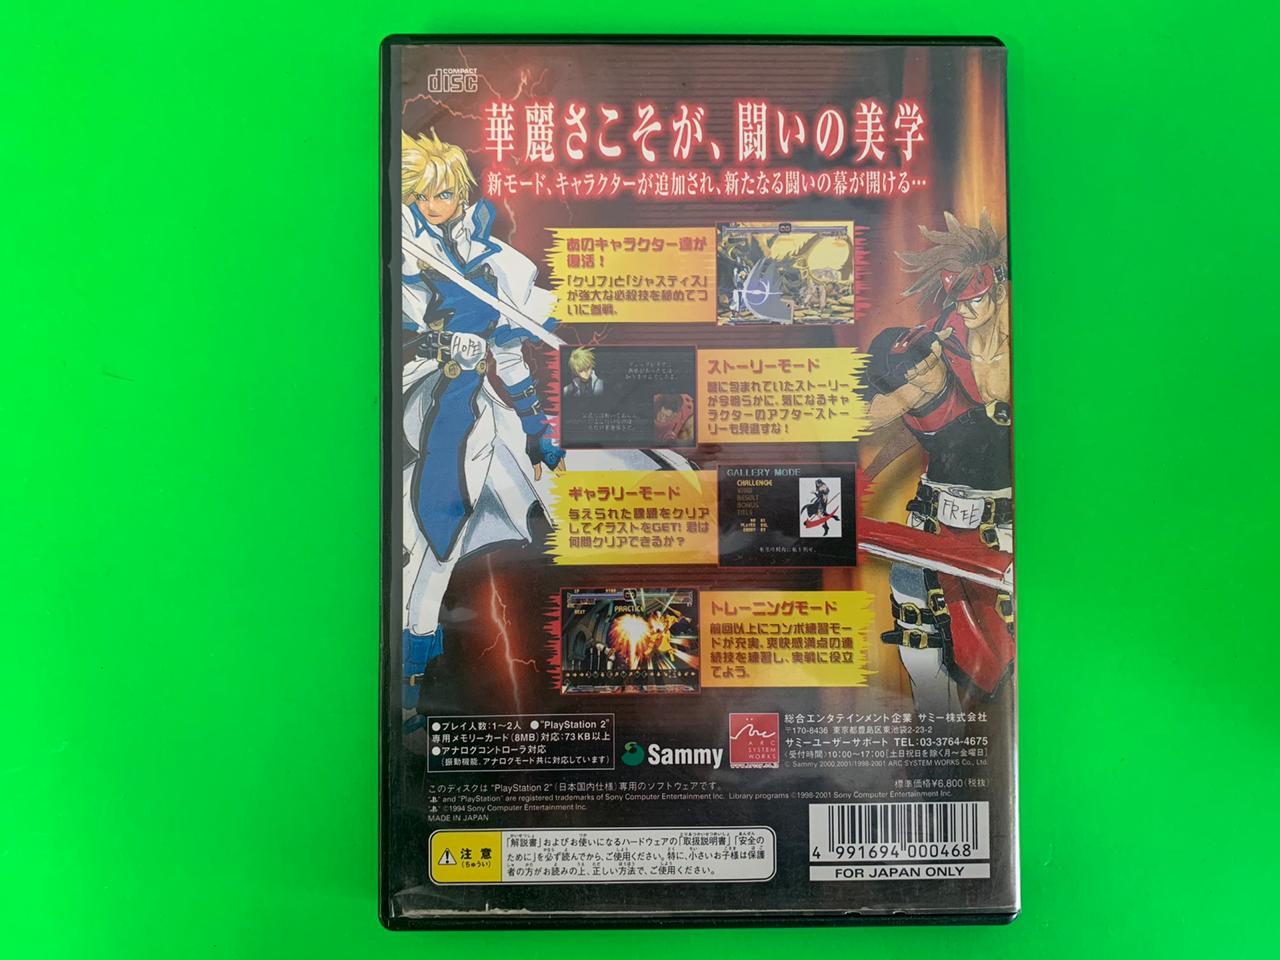 COMPACT
disc
華麗さこそが、闘いの美学
新モード、キャラクターが追加され、新たなる闘いの幕が開ける…
あのキャラクター達が
復活！
「クリフ」と「ジャスティス」
が強大な必殺技を秘めてつ
いに参戦。
HOPE
ストーリーモード
謎に包まれていたストーリー
が今明らかに、気になるキャ
ラクターのアフターストー
リーも見逃すな！
ギャラリーモード
与えられた課題をクリア
してイラストをGET! 君は
何問クリアできるか？
GALLERY MODE
CHALLENGE
RESULT
BONUS
TITLE
FREE
PRACTICE
トレーニングモード
前回以上にコンボ練習モー
ドが充実。爽快感満点の連
続技を練習し、実戦に役立
てよう。
●プレイ人数:1〜2人 ●"PlayStation 2"
専用メモリーカード(8MB)対応:73KB以上
●アナログコントローラ対応
(振動機能、アナログモード共に対応しています)
Sammy
ARC
SYSTEM
WORKS
総合エンタテインメント企業 サミー株式会社
〒170-8436 東京都豊島区東池袋2-23-2
サミーユーザーサポート TEL:03-3764-4675
(受付時間)10:00〜17:00[土日祝日を除く月〜金曜日]
© Sammy 2000,2001/1998-2001 ARC SYSTEM WORKS Co., Ltd.
このディスクは "PlayStation 2" (日本国内仕様) 専用のソフトウェアです。
標準価格¥6,800(税抜)
" and "PlayStation" are registered trademarks of Sony Computer Entertainment Inc. Library programs ©1998-2001 Sony Computer Entertainment Inc.
" ©1994 Sony Computer Entertainment Inc.
MADE IN JAPAN
注意
(ちゅうい)
「解説書」およびお使いになるハードウェアの「取扱説明書」「安全の
ために」を必ず読んでから、ご使用ください。特に、小さいお子様は保護
者の方がお読みの上、正しい方法で、ご使用ください。
4 991694 000468
FOR JAPAN ONLY